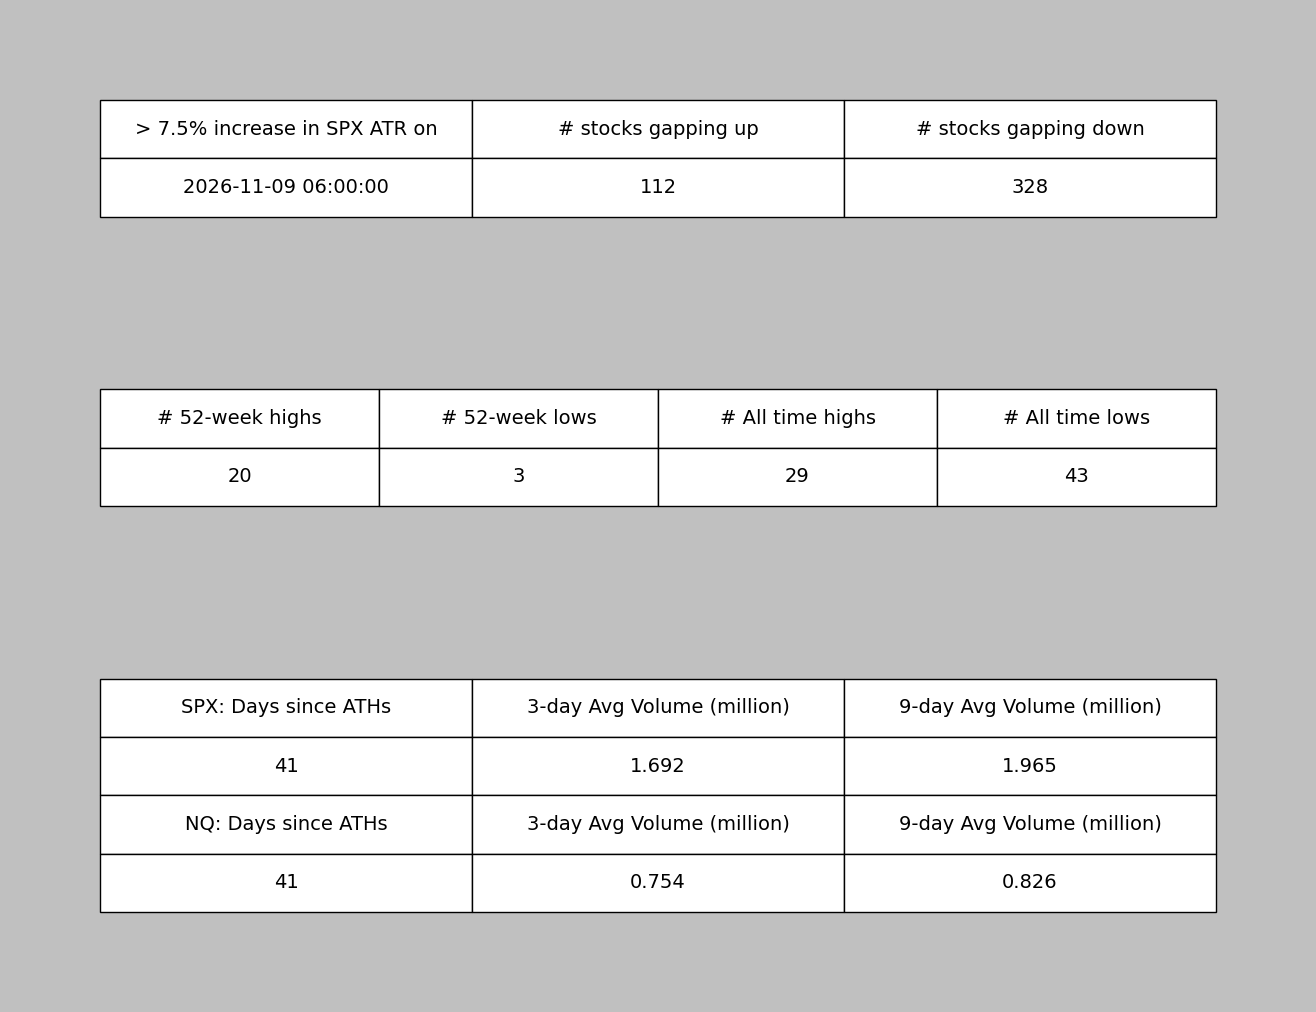 > 7.5% increase in SPX ATR on # stocks gapping up # stocks gapping down
2026-11-09 06:00:00 112 328
# 52-week highs # 52-week lows # All time highs # All time lows
20 3 29 43
SPX: Days since ATHs 3-day Avg Volume (million) 9-day Avg Volume (million)
41 1.692 1.965
NQ: Days since ATHs 3-day Avg Volume (million) 9-day Avg Volume (million)
41 0.754 0.826